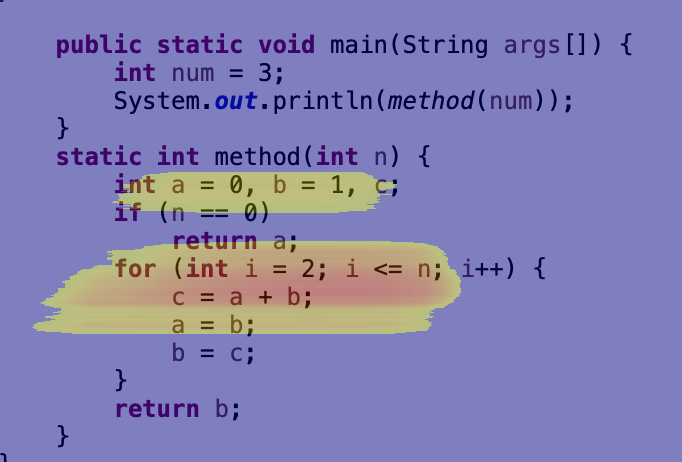 public static void main(String args[]) {
int num = 3;
System.out.println(method(num));
}
static int method(int n) {
int a = 0, b = 1, c;
if (n == 0)
return a;
for (int i = 2; i <= n; i++) {
c = a + b;
a = b;
b = c;
}
return b;
}
}